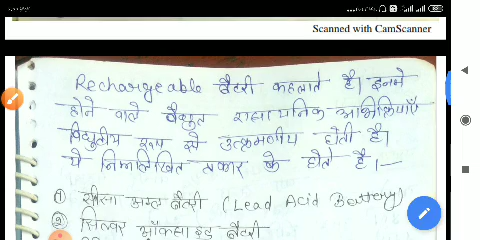 Scanned with CamScanner
Rechargeable बैटरी कहलाते है। इनमे
होने वाले वैद्युत रासायनिक अभिक्रियाएँ
विद्युतीय रूप से उत्क्रमणीय होती है।
ये निम्नलिखित प्रकार के होते है।—
① सीसा अम्ल बैटरी (Lead Acid Battery)
② सिल्वर ऑक्साइड बैटरी